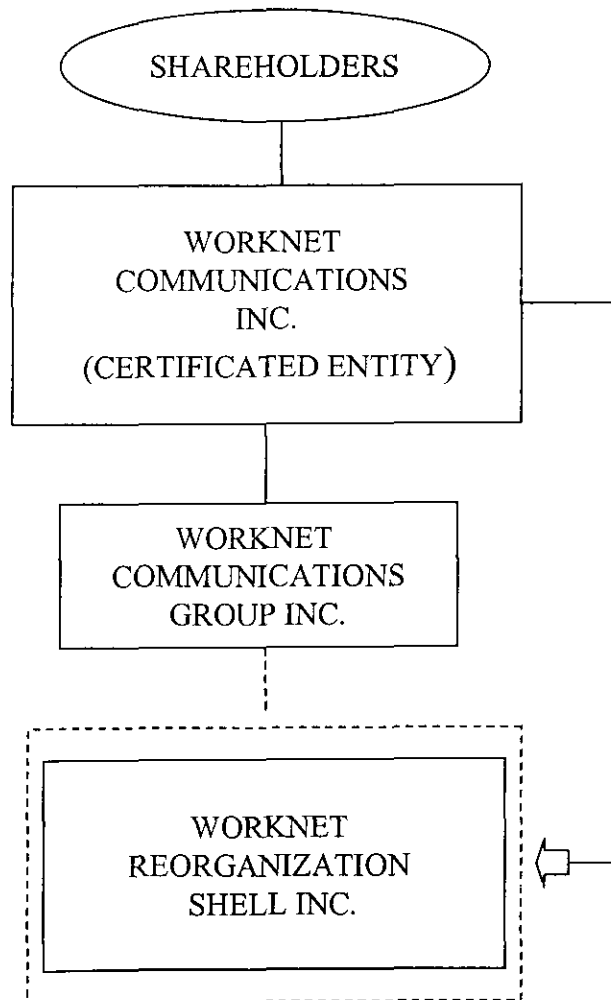 SHAREHOLDERS
WORKNET
COMMUNICATIONS
INC.
(CERTIFICATED ENTITY)
WORKNET
COMMUNICATIONS
GROUP INC.
WORKNET
REORGANIZATION
SHELL INC.